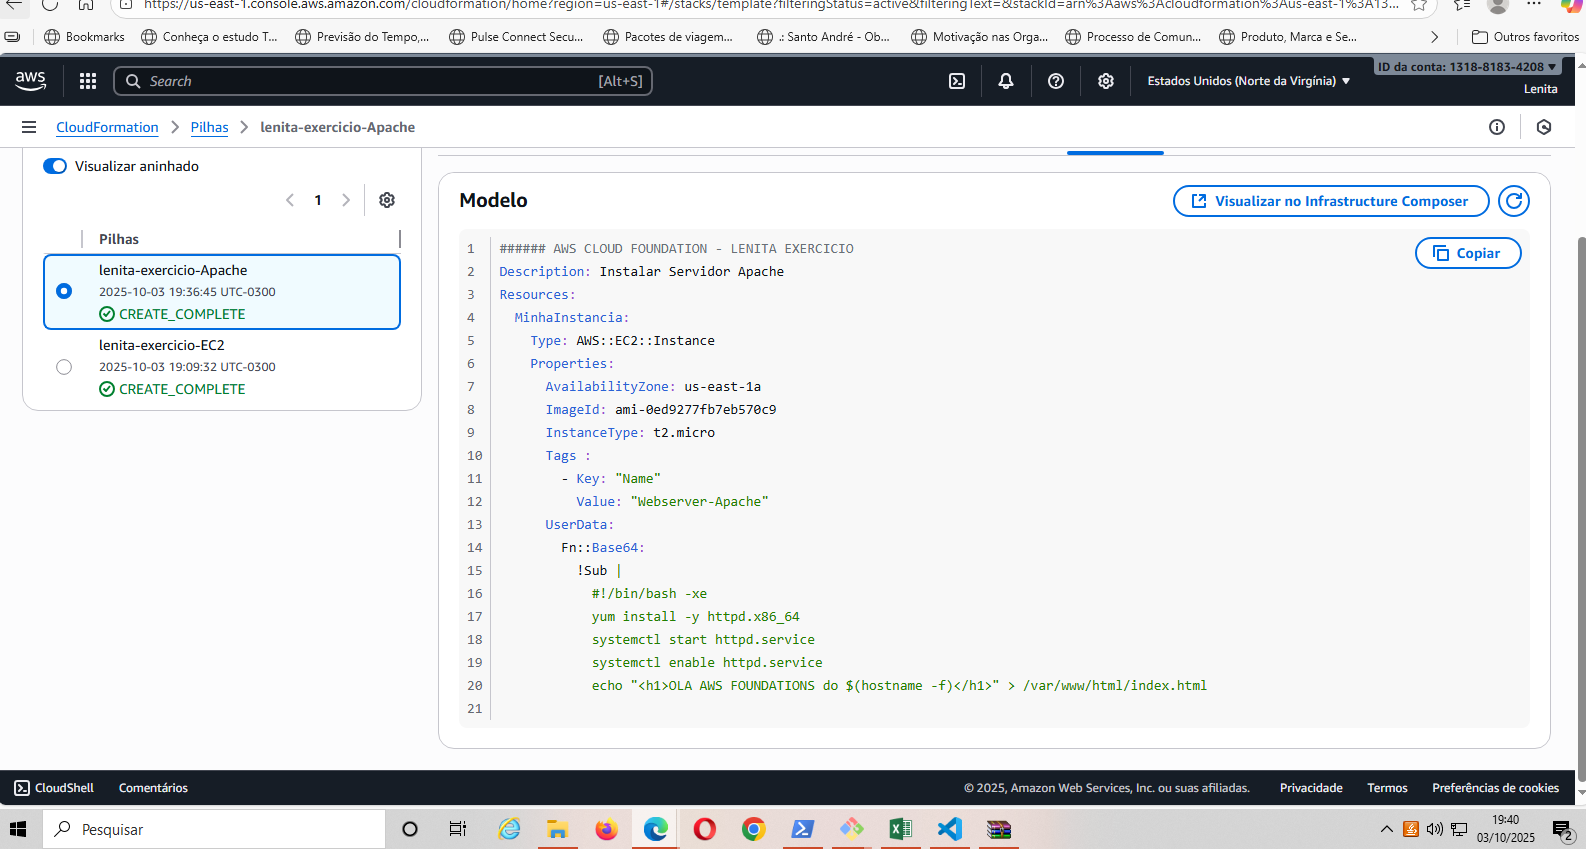 https://us-east-1.console.aws.amazon.com/cloudformation/home?region=us-east-1#/stacks/template?filteringStatus=active&filteringText=&stackId=arn%3Aaws%3Acloudformation%3Aus-east-1%3A13...
Bookmarks Conheça o estudo T... Previsão do Tempo,... Pulse Connect Secu... Pacotes de viagem... .: Santo André - Ob... Motivação nas Orga... Processo de Comun... Produto, Marca e Se... Outros favoritos
aws Search [Alt+S] Estados Unidos (Norte da Virgínia) ID da conta: 1318-8183-4208
Lenita
CloudFormation Pilhas lenita-exercicio-Apache
Visualizar aninhado
1
Pilhas
lenita-exercicio-Apache
2025-10-03 19:36:45 UTC-0300
CREATE_COMPLETE
lenita-exercicio-EC2
2025-10-03 19:09:32 UTC-0300
CREATE_COMPLETE
Modelo Visualizar no Infrastructure Composer
Copiar
1 ###### AWS CLOUD FOUNDATION - LENITA EXERCICIO
2 Description: Instalar Servidor Apache
3 Resources:
4 MinhaInstancia:
5 Type: AWS::EC2::Instance
6 Properties:
7 AvailabilityZone: us-east-1a
8 ImageId: ami-0ed9277fb7eb570c9
9 InstanceType: t2.micro
10 Tags :
11 - Key: "Name"
12 Value: "Webserver-Apache"
13 UserData:
14 Fn::Base64:
15 !Sub |
16 #!/bin/bash -xe
17 yum install -y httpd.x86_64
18 systemctl start httpd.service
19 systemctl enable httpd.service
20 echo "<h1>OLA AWS FOUNDATIONS do $(hostname -f)</h1>" > /var/www/html/index.html
21
CloudShell Comentários © 2025, Amazon Web Services, Inc. ou suas afiliadas. Privacidade Termos Preferências de cookies
Pesquisar 19:40
03/10/2025 2